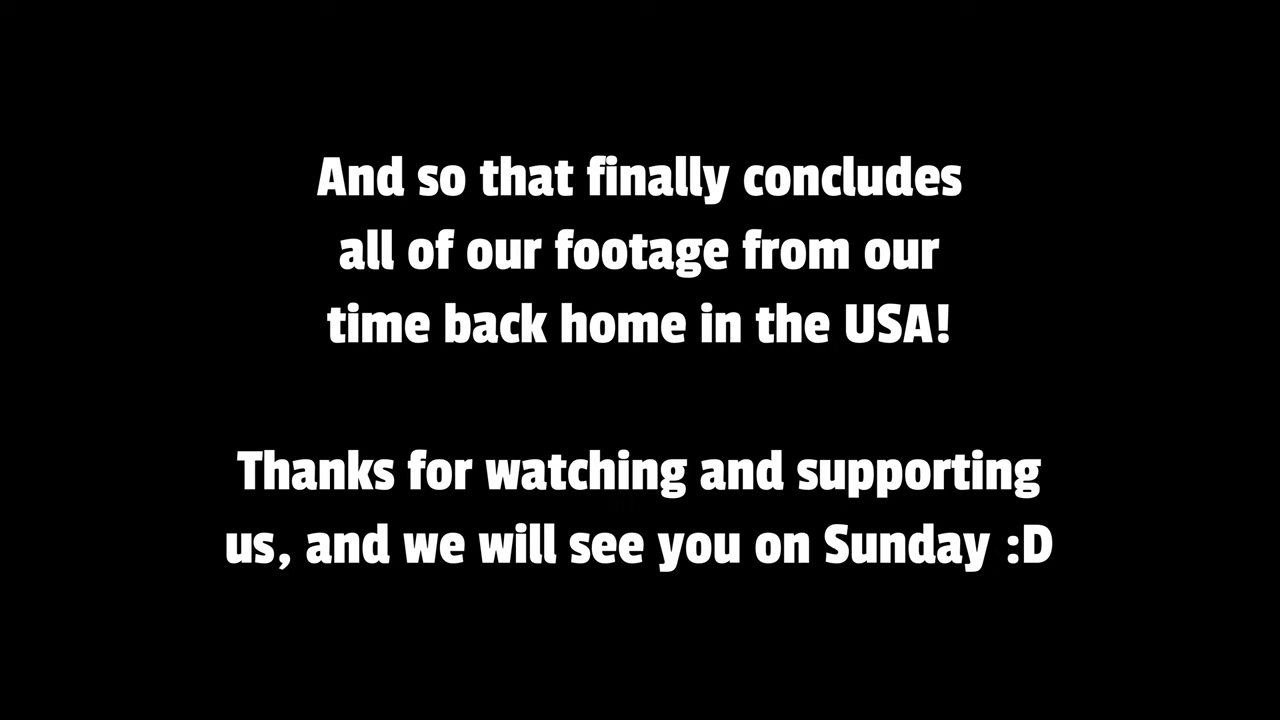 And so that finally concludes
all of our footage from our
time back home in the USA!
Thanks for watching and supporting
us, and we will see you on Sunday :D